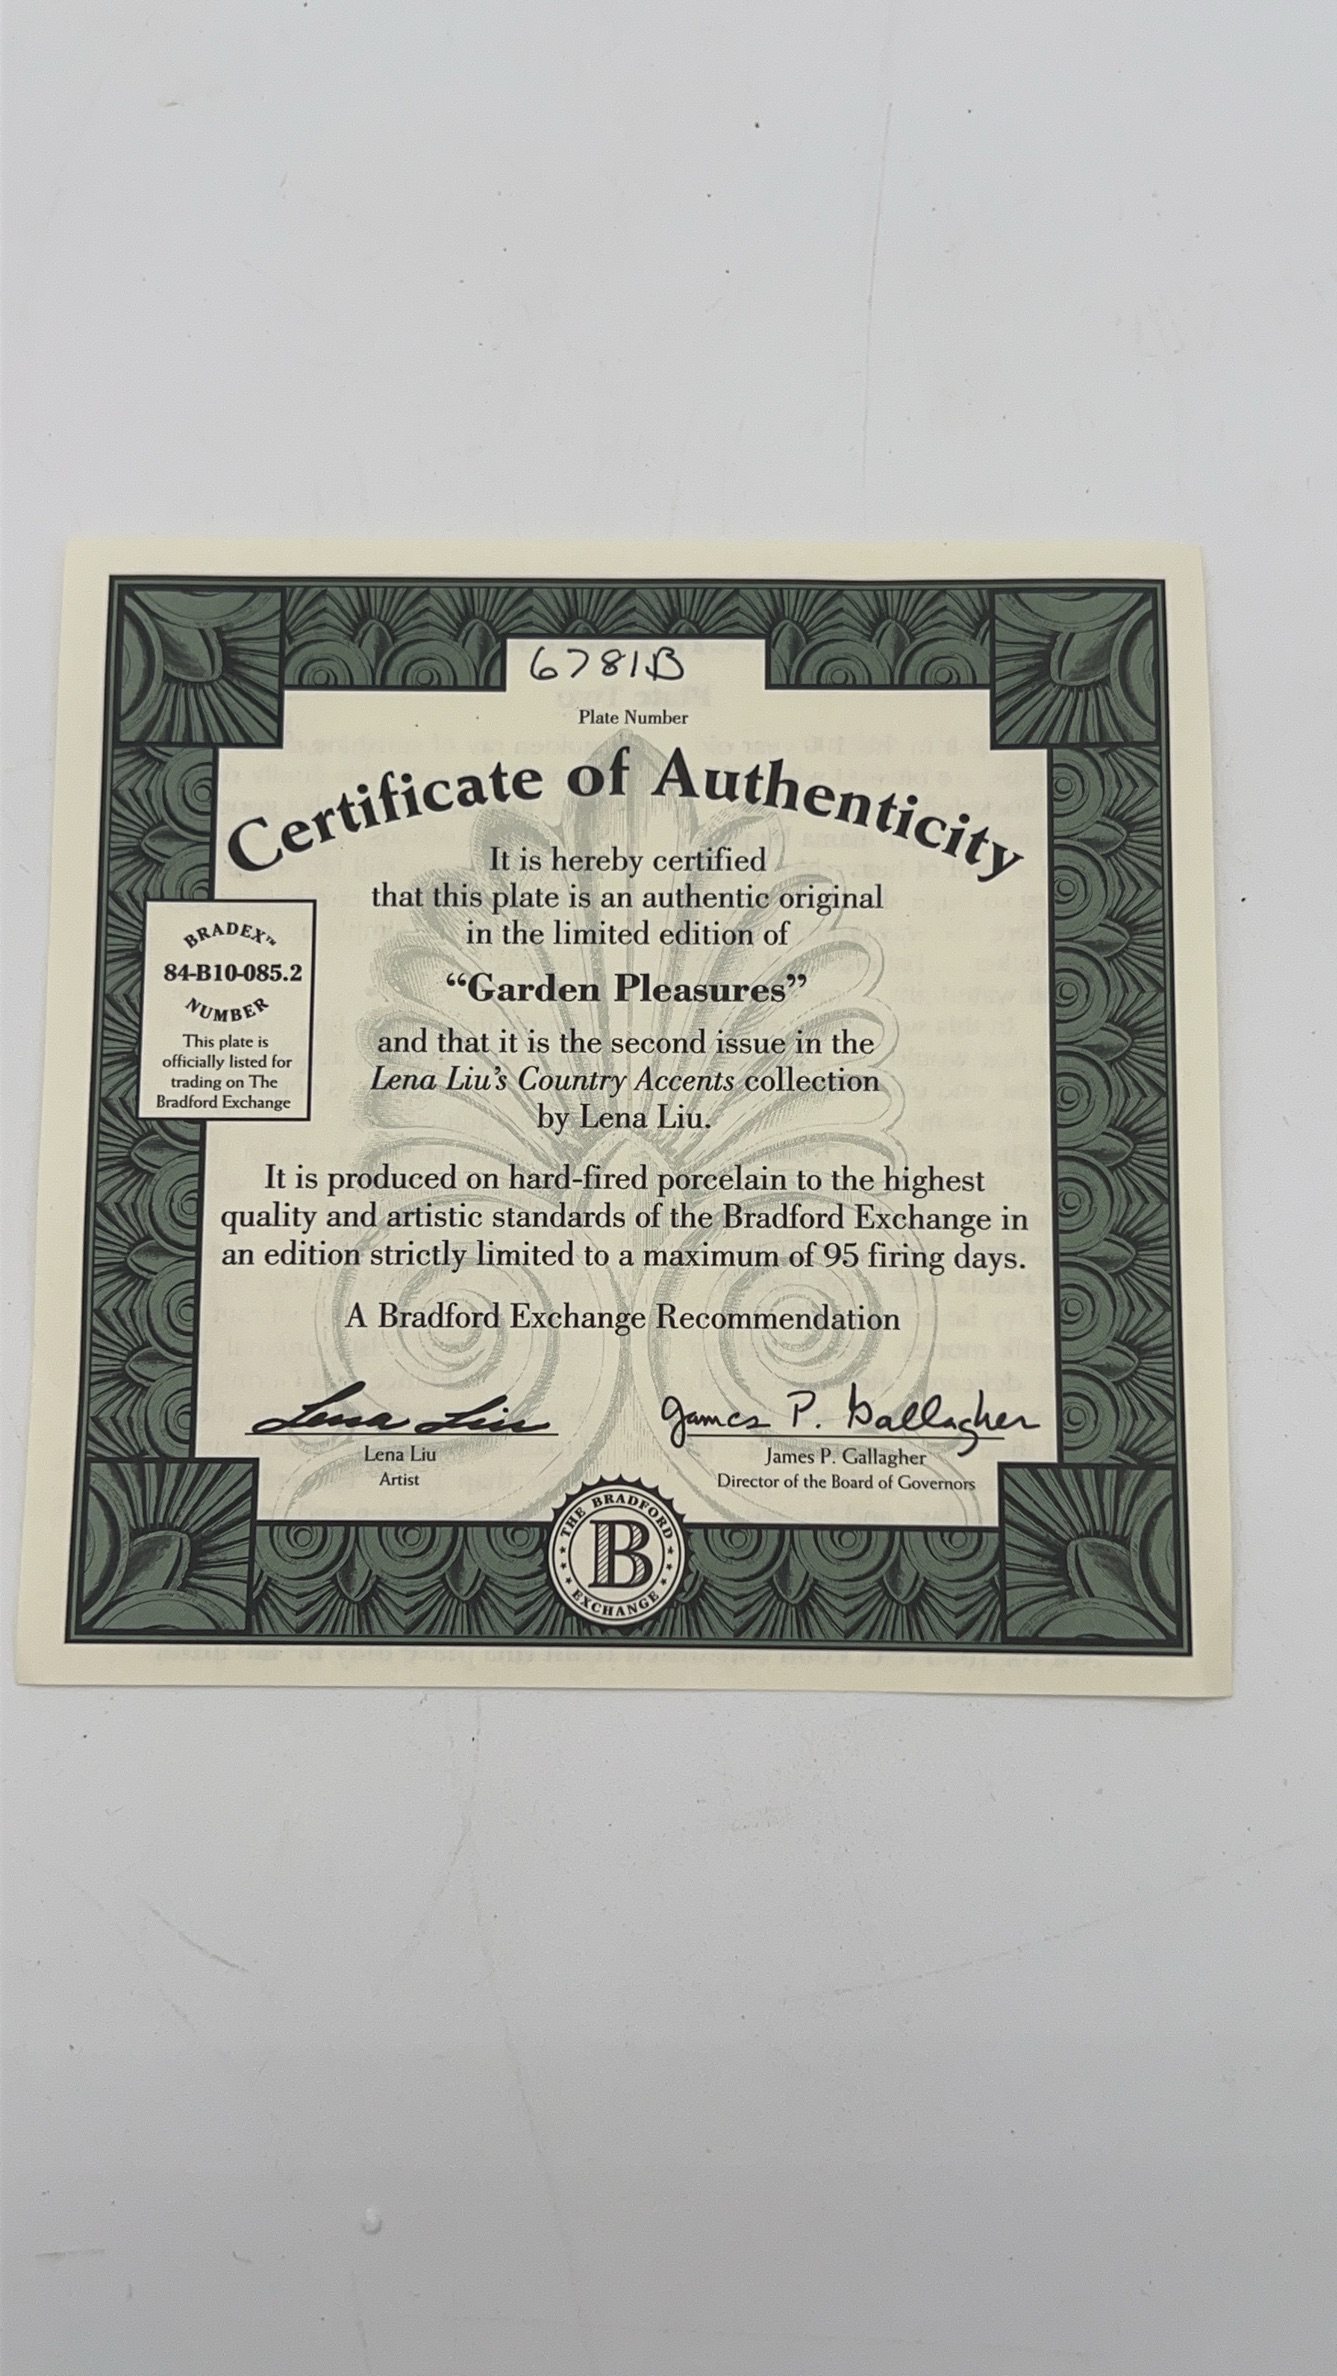 6781B
Plate Number
Certificate of Authenticity
It is hereby certified
that this plate is an authentic original
in the limited edition of
“Garden Pleasures”
and that it is the second issue in the
Lena Liu’s Country Accents collection
by Lena Liu.
BRADEX™
84-B10-085.2
NUMBER
This plate is
officially listed for
trading on The
Bradford Exchange
It is produced on hard-fired porcelain to the highest
quality and artistic standards of the Bradford Exchange in
an edition strictly limited to a maximum of 95 firing days.
A Bradford Exchange Recommendation
Lena Liu
Lena Liu
Artist
James P. Gallagher
James P. Gallagher
Director of the Board of Governors
THE BRADFORD
B
EXCHANGE